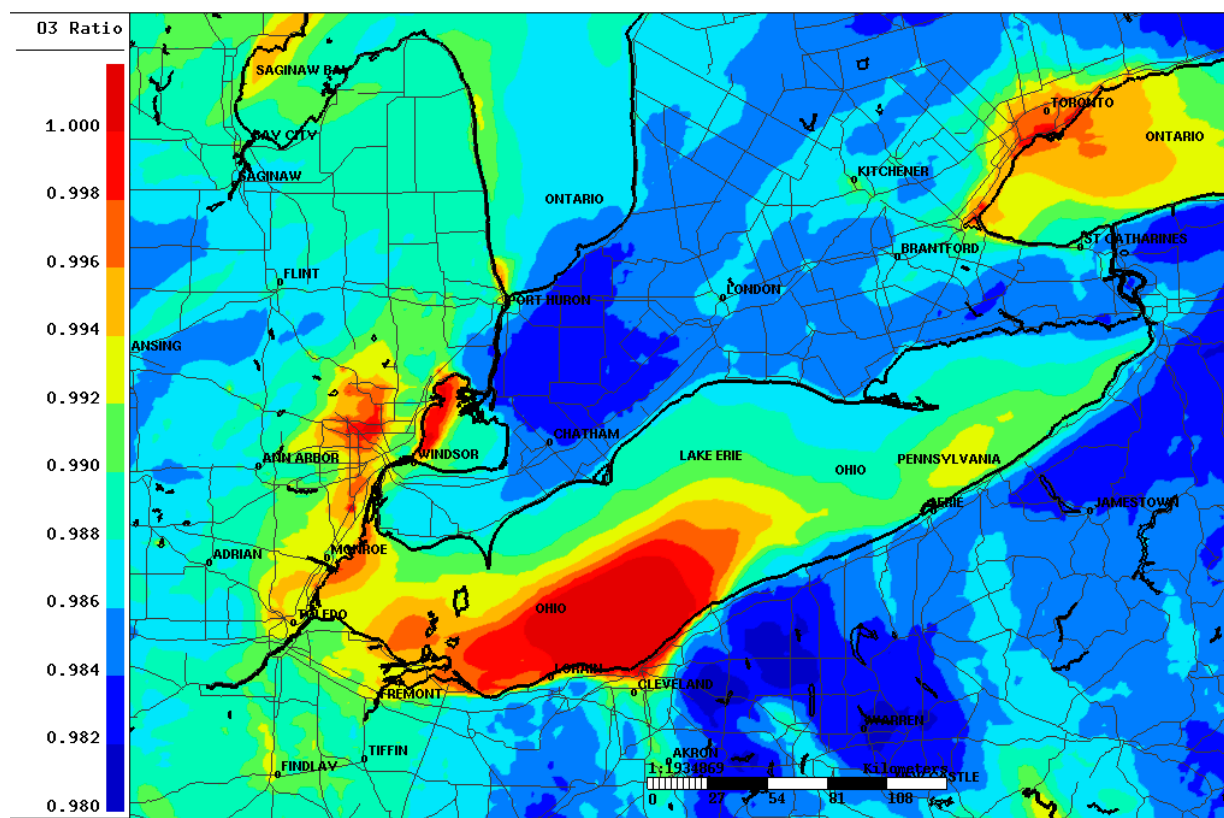 O3 Ratio
1.000
0.998
0.996
0.994
0.992
0.990
0.988
0.986
0.984
0.982
0.980
SAGINAW BAY
BAY CITY
SAGINAW
FLINT
ANSING
ONTARIO
PORT HURON
TORONTO
ONTARIO
KITCHENER
BRANTFORD
ST CATHARINES
LONDON
CHATHAM
WINDSOR
ANN ARBOR
LAKE ERIE
OHIO
PENNSYLVANIA
ERIE
JAMESTOWN
ADRIAN
MONROE
TOLEDO
OHIO
LORAIN
CLEVELAND
FREMONT
WARREN
TIFFIN
FINDLAY
AKRON
1:1934869
Kilometers
CASTLE
0 27 54 81 108